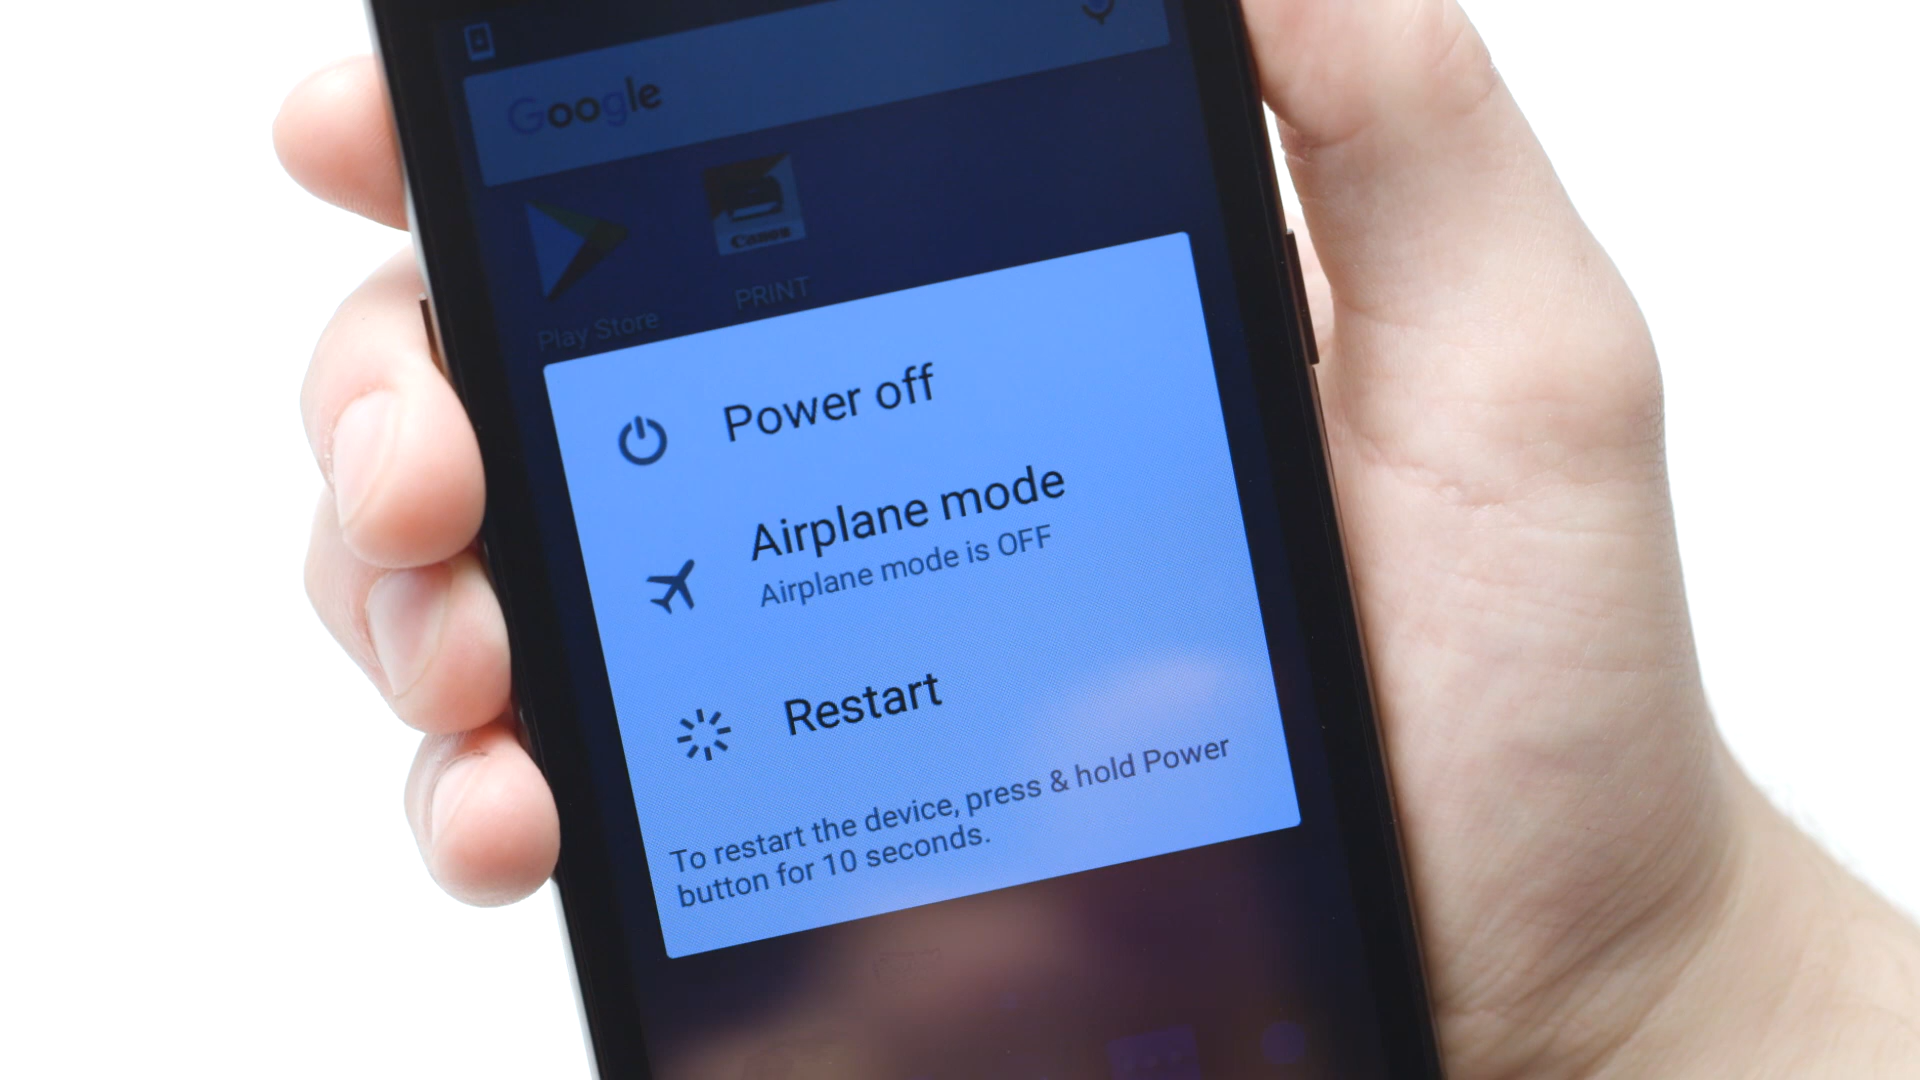 Google
Canon
Play Store
PRINT
Power off
Airplane mode
Airplane mode is OFF
Restart
To restart the device, press & hold Power
button for 10 seconds.